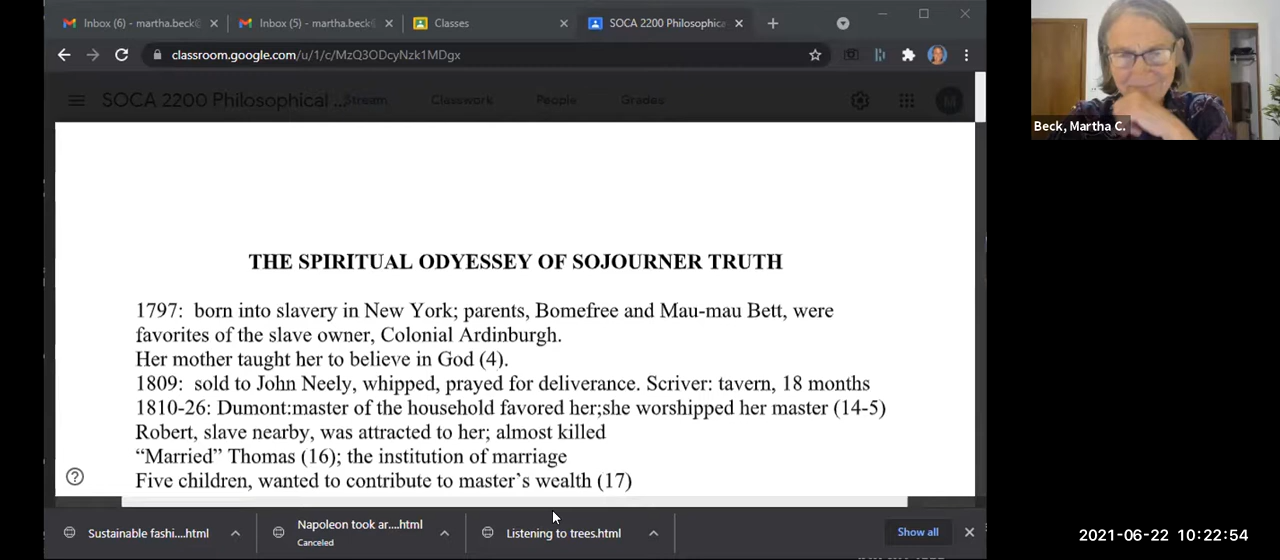 Inbox (6) - martha.beck@
Inbox (5) - martha.beck@
Classes
SOCA 2200 Philosophica
classroom.google.com/u/1/c/MzQ3ODcyNzk1MDgx
SOCA 2200 Philosophical ...
Stream
Classwork
People
Grades
M
Beck, Martha C.
THE SPIRITUAL ODYESSEY OF SOJOURNER TRUTH
1797: born into slavery in New York; parents, Bomefree and Mau-mau Bett, were
favorites of the slave owner, Colonial Ardinburgh.
Her mother taught her to believe in God (4).
1809: sold to John Neely, whipped, prayed for deliverance. Scriver: tavern, 18 months
1810-26: Dumont:master of the household favored her;she worshipped her master (14-5)
Robert, slave nearby, was attracted to her; almost killed
“Married” Thomas (16); the institution of marriage
Five children, wanted to contribute to master’s wealth (17)
Sustainable fashi....html
Napoleon took ar....html
Canceled
Listening to trees.html
Show all
2021-06-22 10:22:54